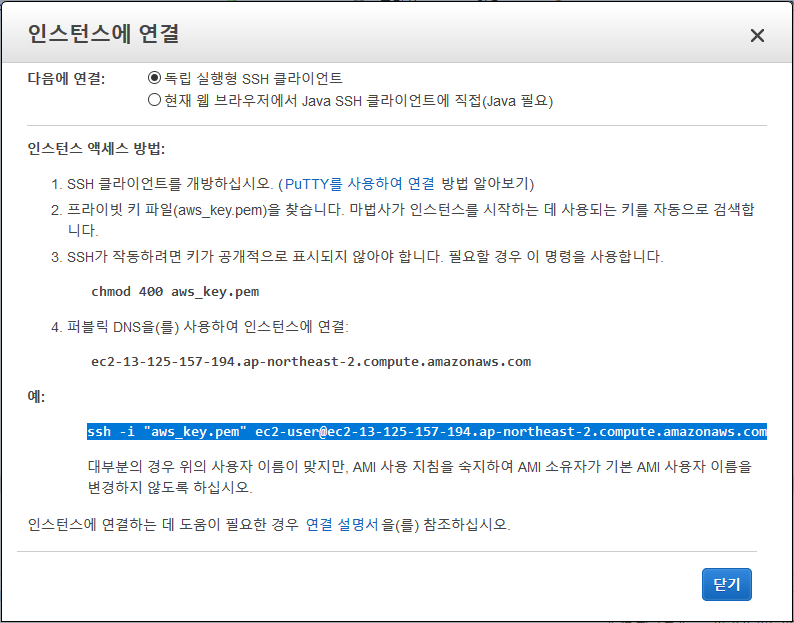 인스턴스에 연결
다음에 연결:
독립 실행형 SSH 클라이언트
현재 웹 브라우저에서 Java SSH 클라이언트에 직접(Java 필요)
인스턴스 액세스 방법:
1. SSH 클라이언트를 개방하십시오. (PuTTY를 사용하여 연결 방법 알아보기)
2. 프라이빗 키 파일(aws_key.pem)을 찾습니다. 마법사가 인스턴스를 시작하는 데 사용되는 키를 자동으로 검색합
니다.
3. SSH가 작동하려면 키가 공개적으로 표시되지 않아야 합니다. 필요할 경우 이 명령을 사용합니다.
chmod 400 aws_key.pem
4. 퍼블릭 DNS을(를) 사용하여 인스턴스에 연결:
ec2-13-125-157-194.ap-northeast-2.compute.amazonaws.com
예:
ssh -i "aws_key.pem" ec2-user@ec2-13-125-157-194.ap-northeast-2.compute.amazonaws.com
대부분의 경우 위의 사용자 이름이 맞지만, AMI 사용 지침을 숙지하여 AMI 소유자가 기본 AMI 사용자 이름을
변경하지 않도록 하십시오.
인스턴스에 연결하는 데 도움이 필요한 경우 연결 설명서을(를) 참조하십시오.
닫기